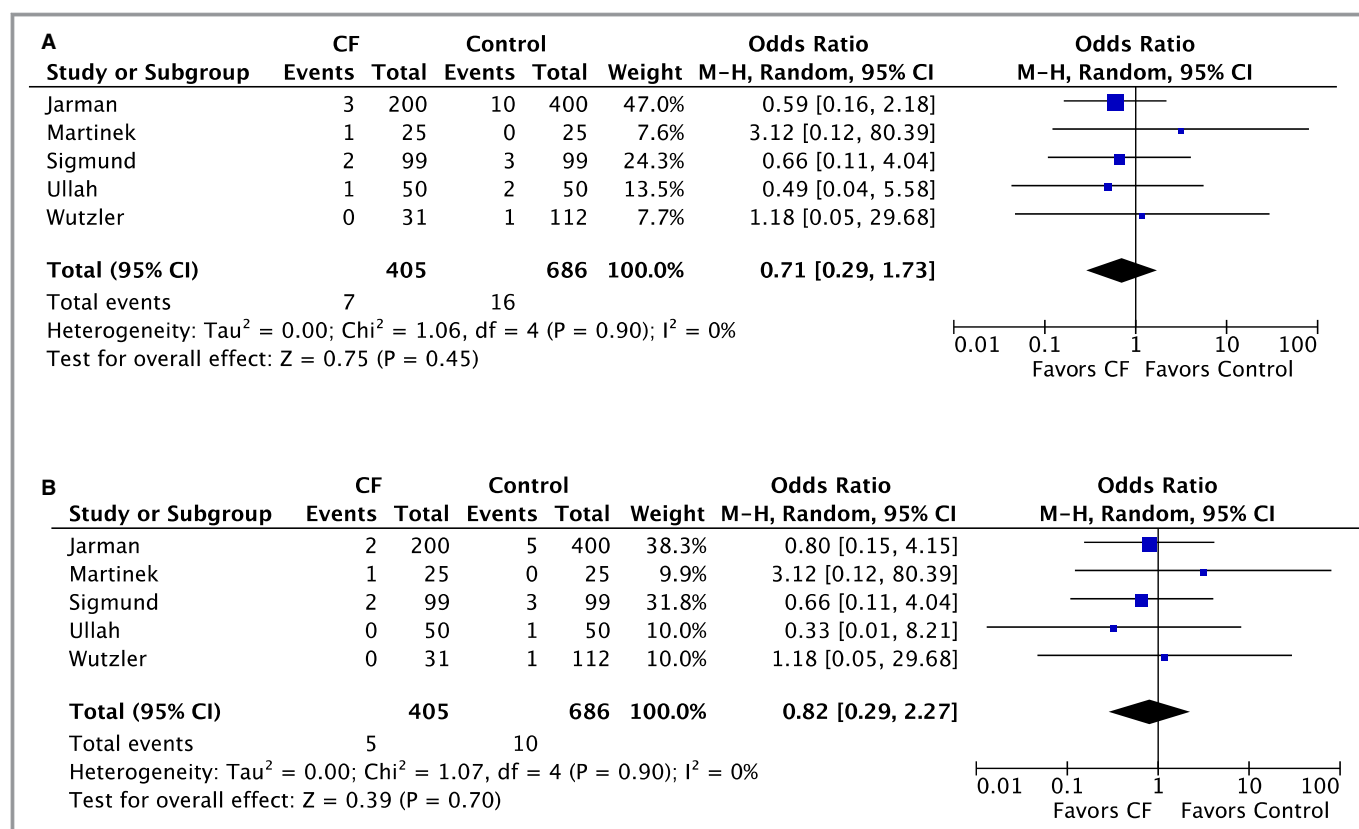 A
CF Control Odds Ratio Odds Ratio
Study or Subgroup Events Total Events Total Weight M-H, Random, 95% CI M-H, Random, 95% CI
Jarman 3 200 10 400 47.0% 0.59 [0.16, 2.18]
Martinek 1 25 0 25 7.6% 3.12 [0.12, 80.39]
Sigmund 2 99 3 99 24.3% 0.66 [0.11, 4.04]
Ullah 1 50 2 50 13.5% 0.49 [0.04, 5.58]
Wutzler 0 31 1 112 7.7% 1.18 [0.05, 29.68]
Total (95% CI) 405 686 100.0% 0.71 [0.29, 1.73]
Total events 7 16
Heterogeneity: Tau² = 0.00; Chi² = 1.06, df = 4 (P = 0.90); I² = 0%
Test for overall effect: Z = 0.75 (P = 0.45)
0.01 0.1 1 10 100
Favors CF Favors Control
B
CF Control Odds Ratio Odds Ratio
Study or Subgroup Events Total Events Total Weight M-H, Random, 95% CI M-H, Random, 95% CI
Jarman 2 200 5 400 38.3% 0.80 [0.15, 4.15]
Martinek 1 25 0 25 9.9% 3.12 [0.12, 80.39]
Sigmund 2 99 3 99 31.8% 0.66 [0.11, 4.04]
Ullah 0 50 1 50 10.0% 0.33 [0.01, 8.21]
Wutzler 0 31 1 112 10.0% 1.18 [0.05, 29.68]
Total (95% CI) 405 686 100.0% 0.82 [0.29, 2.27]
Total events 5 10
Heterogeneity: Tau² = 0.00; Chi² = 1.07, df = 4 (P = 0.90); I² = 0%
Test for overall effect: Z = 0.39 (P = 0.70)
0.01 0.1 1 10 100
Favors CF Favors Control